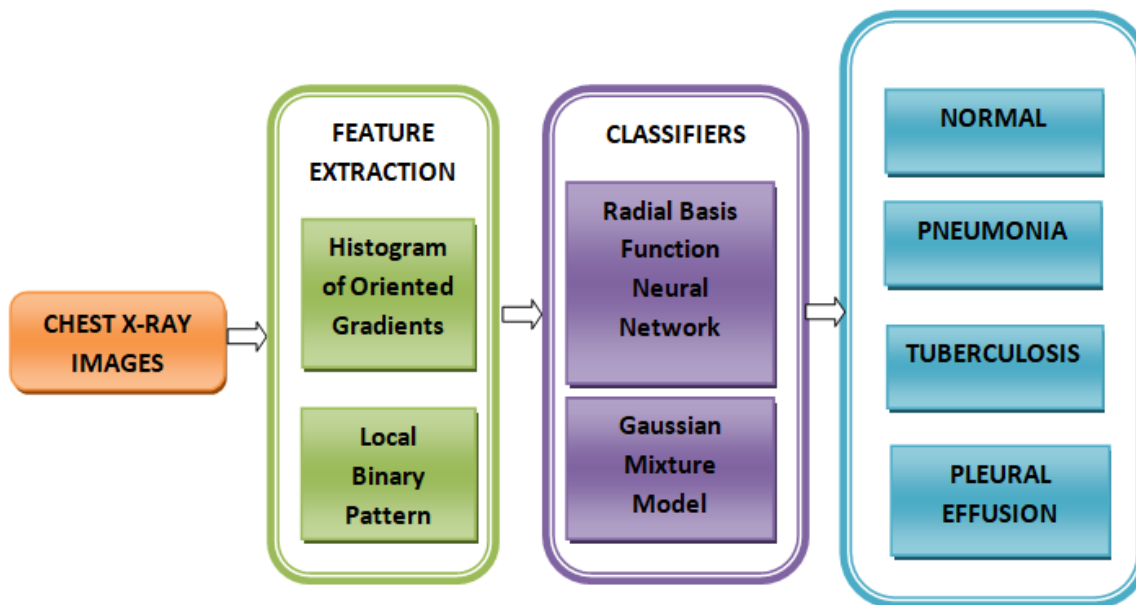 CHEST X-RAY
IMAGES
FEATURE
EXTRACTION
Histogram
of Oriented
Gradients
Local
Binary
Pattern
CLASSIFIERS
Radial Basis
Function
Neural
Network
Gaussian
Mixture
Model
NORMAL
PNEUMONIA
TUBERCULOSIS
PLEURAL
EFFUSION